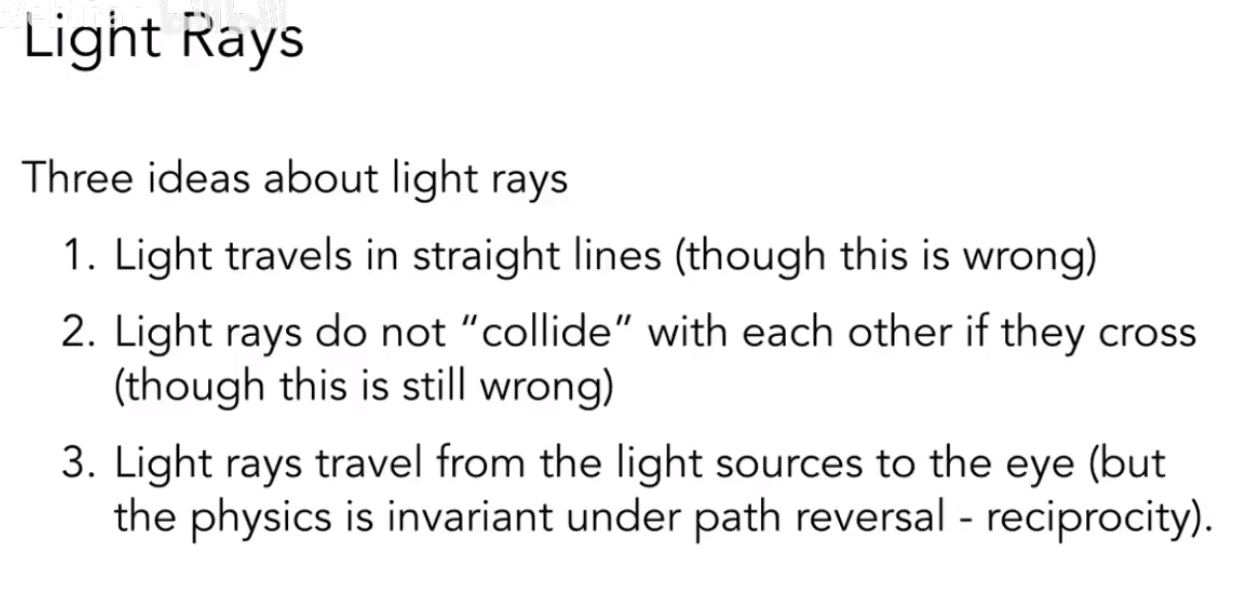 Light Rays
Three ideas about light rays
1. Light travels in straight lines (though this is wrong)
2. Light rays do not “collide” with each other if they cross
(though this is still wrong)
3. Light rays travel from the light sources to the eye (but
the physics is invariant under path reversal - reciprocity).